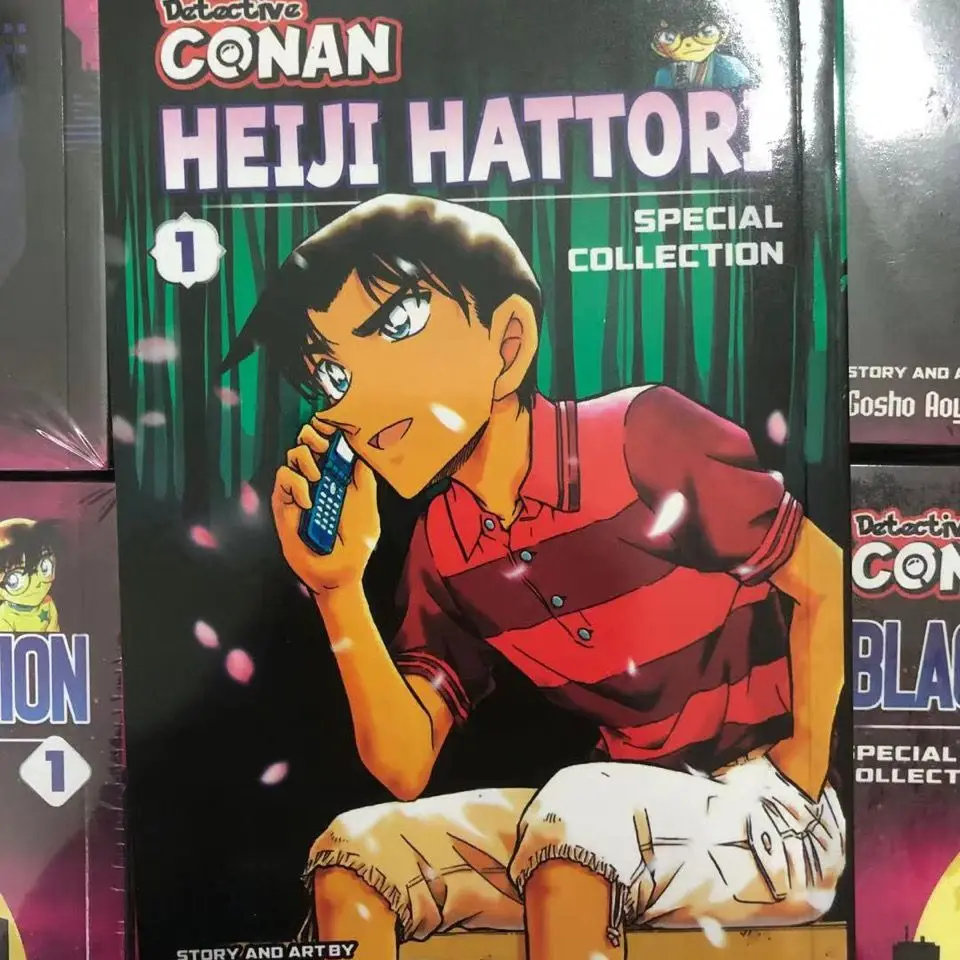 Detective
CONAN
HEIJI HATTORI
1
SPECIAL
COLLECTION
STORY AND ART BY
ION
1
STORY AND A
Gosho Aoy
Detective
CON
BLAC
PECIAL
OLLECT